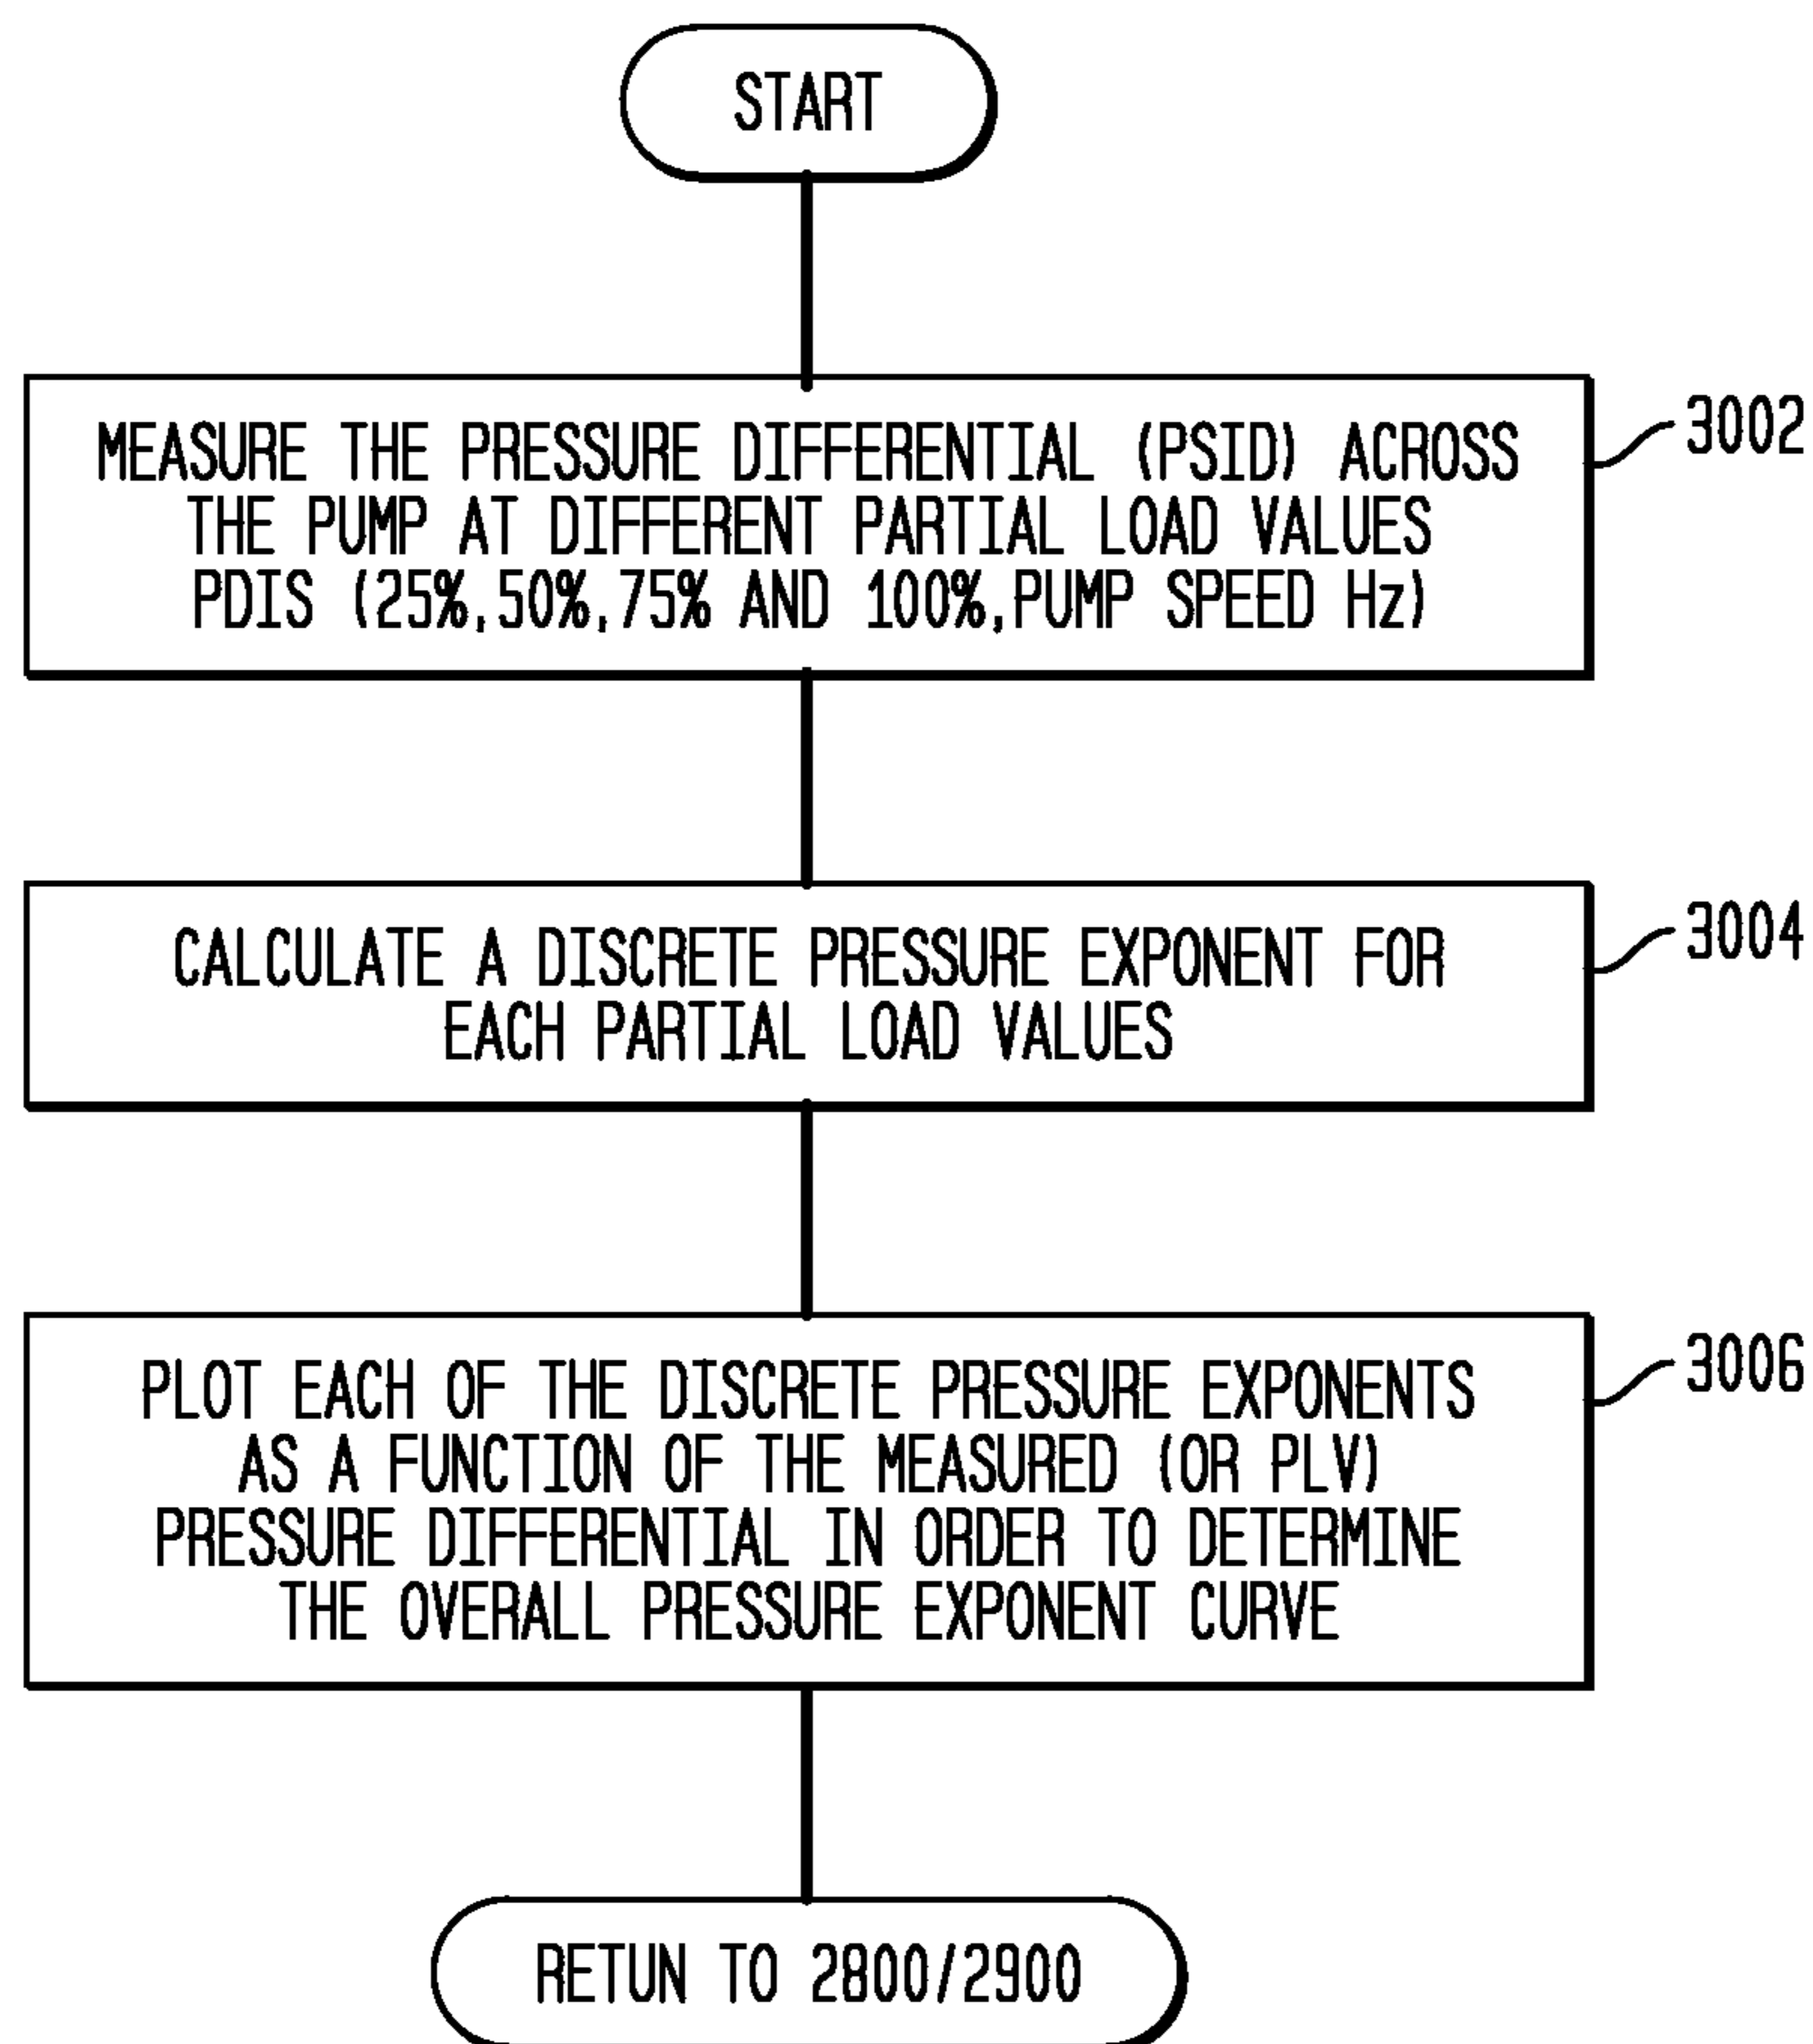 START
MEASURE THE PRESSURE DIFFERENTIAL (PSID) ACROSS
THE PUMP AT DIFFERENT PARTIAL LOAD VALUES
PDIS (25%,50%,75% AND 100%,PUMP SPEED Hz)
3002
CALCULATE A DISCRETE PRESSURE EXPONENT FOR
EACH PARTIAL LOAD VALUES
3004
PLOT EACH OF THE DISCRETE PRESSURE EXPONENTS
AS A FUNCTION OF THE MEASURED (OR PLV)
PRESSURE DIFFERENTIAL IN ORDER TO DETERMINE
THE OVERALL PRESSURE EXPONENT CURVE
3006
RETUN TO 2800/2900